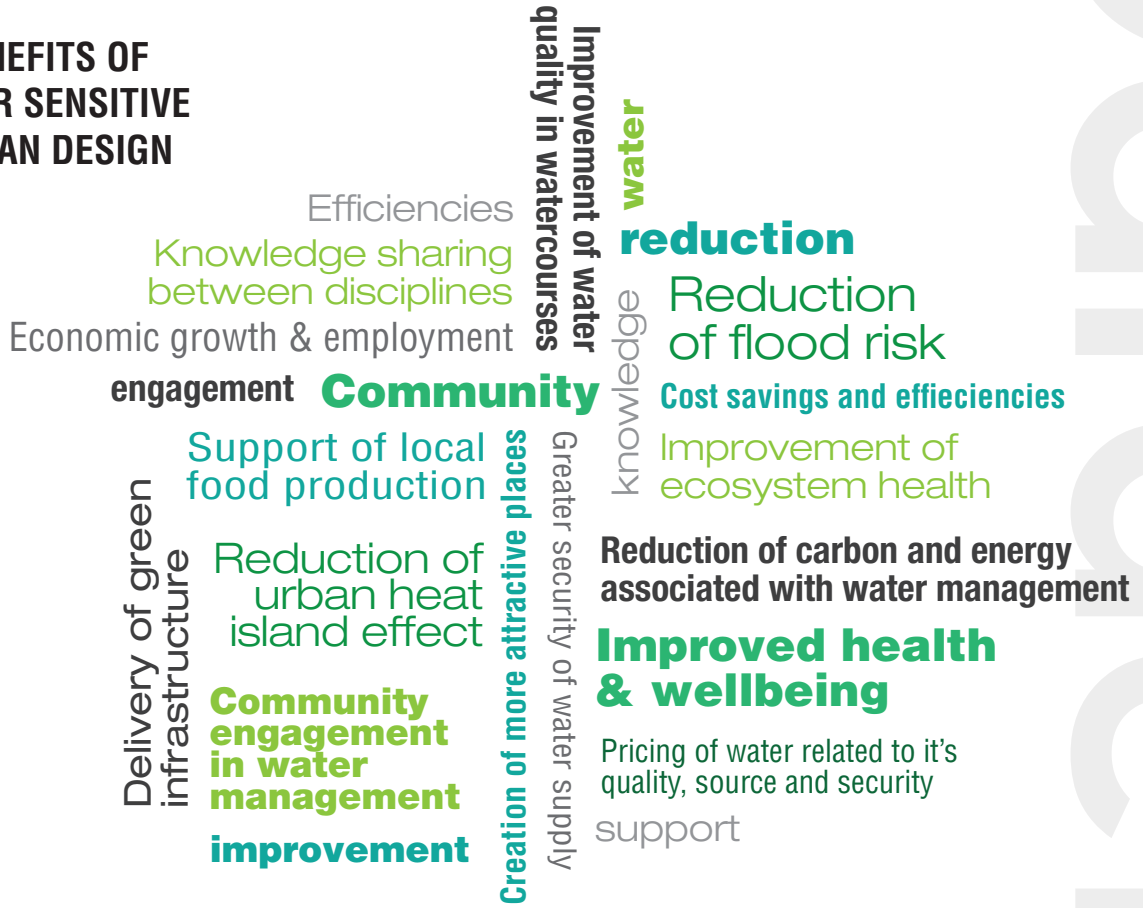 NEFITS OF
R SENSITIVE
AN DESIGN
Improvement of water
quality in watercourses
water
Efficiencies
reduction
Knowledge sharing
between disciplines
knowledge
Reduction
of flood risk
Economic growth & employment
engagement
Community
Cost savings and effieciencies
Support of local
food production
Improvement of
ecosystem health
Creation of more attractive places
Greater security of water supply
Delivery of green
infrastructure
Reduction of
urban heat
island effect
Reduction of carbon and energy
associated with water management
Improved health
& wellbeing
Community
engagement
in water
management
Pricing of water related to it's
quality, source and security
improvement
support